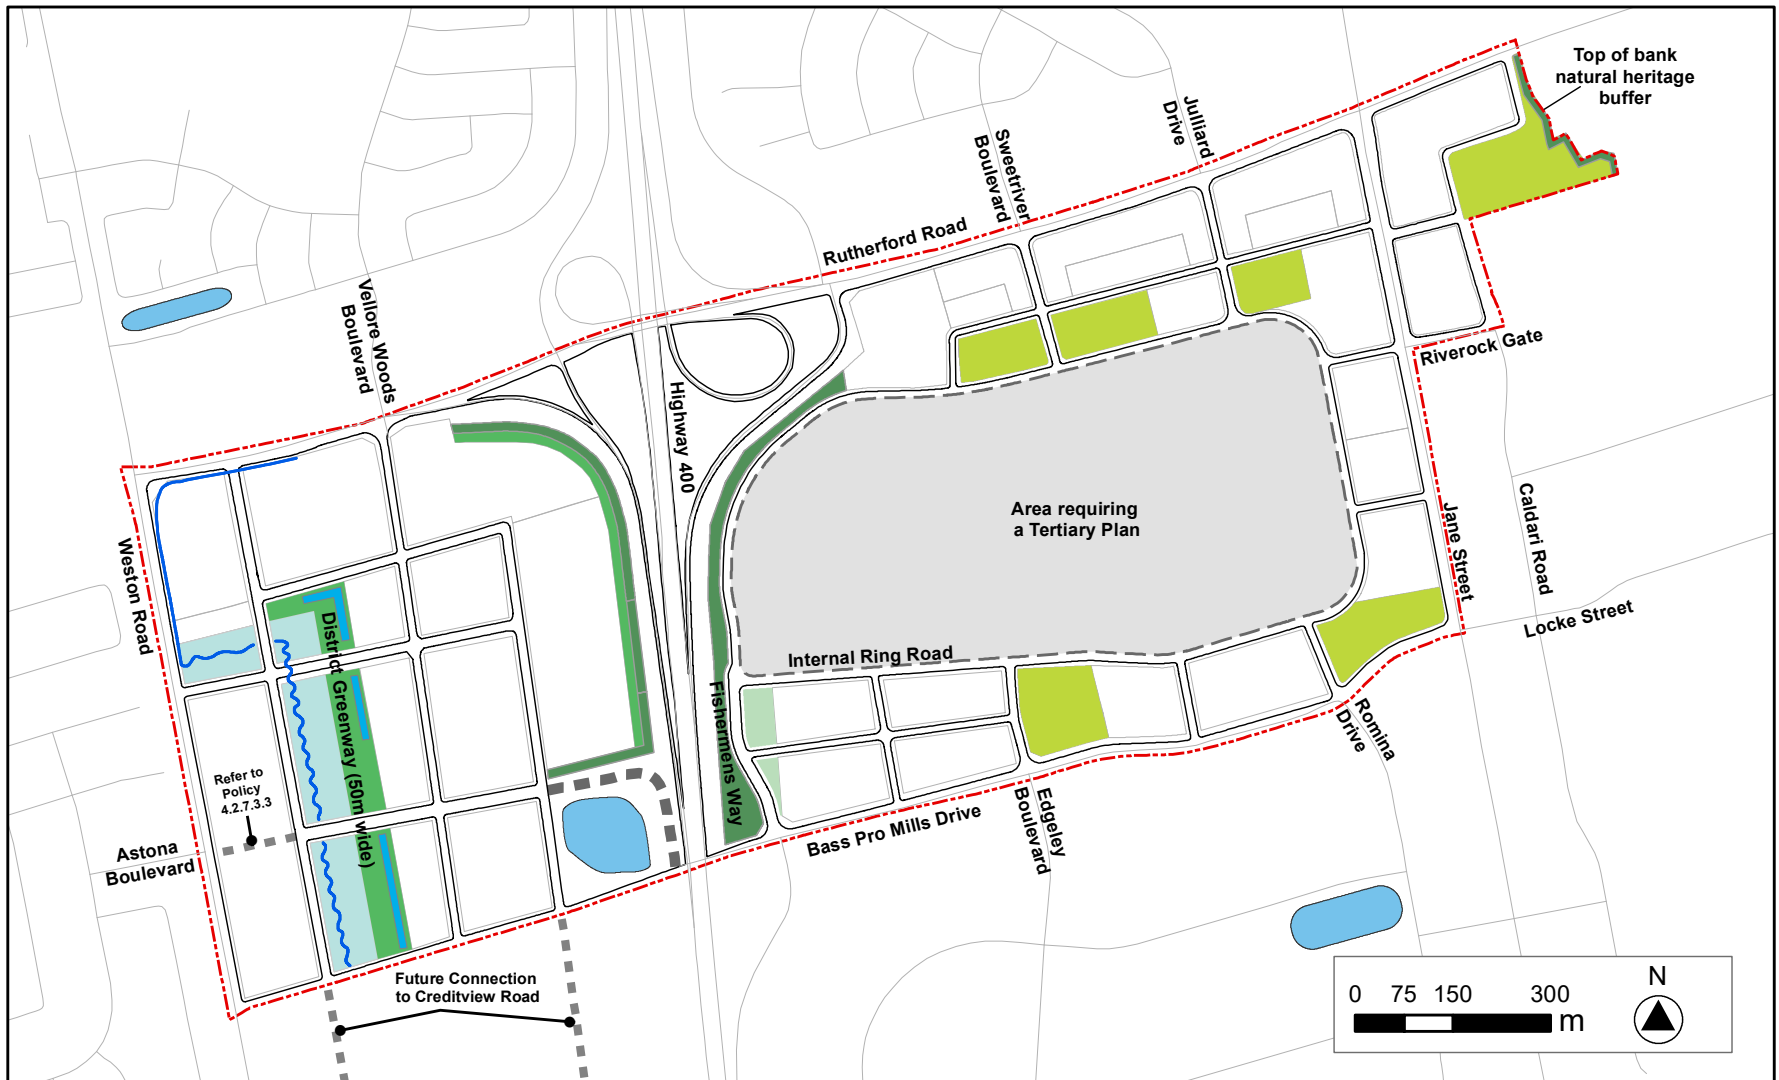 Top of bank
natural heritage
buffer
Julliard
Drive
Sweetriver
Boulevard
Rutherford Road
Vellore Woods
Boulevard
Riverock Gate
Highway 400
Area requiring
a Tertiary Plan
Weston Road
Jane Street
Caldari Road
Locke Street
District Greenway (50m wide)
Internal Ring Road
Fishermens Way
Romina
Drive
Refer to
Policy
4.2.7.3.3
Astona
Boulevard
Bass Pro Mills Drive
Edgeley
Boulevard
Future Connection
to Creditview Road
N
0 75 150 300
m